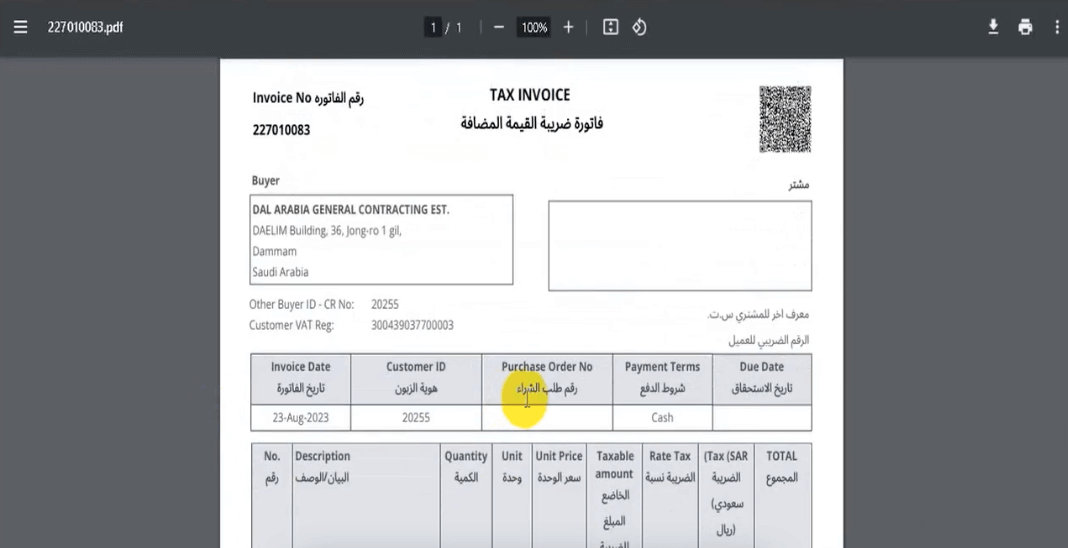 227010083.pdf
1 / 1
100%
Invoice No رقم الفاتوره
TAX INVOICE
227010083
فاتورة ضريبة القيمة المضافة
Buyer
مشتر
DAL ARABIA GENERAL CONTRACTING EST.
DAELIM Building, 36, Jong-ro 1 gil,
Dammam
Saudi Arabia
Other Buyer ID - CR No: 20255
معرف اخر للمشتري س.ت.
Customer VAT Reg: 300439037700003
الرقم الضريبي للعميل
Invoice Date Customer ID Purchase Order No Payment Terms Due Date
تاريخ الفاتورة هوية الزبون رقم طلب الشراء شروط الدفع تاريخ الاستحقاق
23-Aug-2023 20255 Cash
No. Description Quantity Unit Unit Price Taxable Rate Tax (Tax (SAR TOTAL
رقم البيان/الوصف الكمية وحدة سعر الوحدة amount الضريبة نسبة الضريبة المجموع
الخاضع سعودي)
المبلغ (ريال
الضريبة